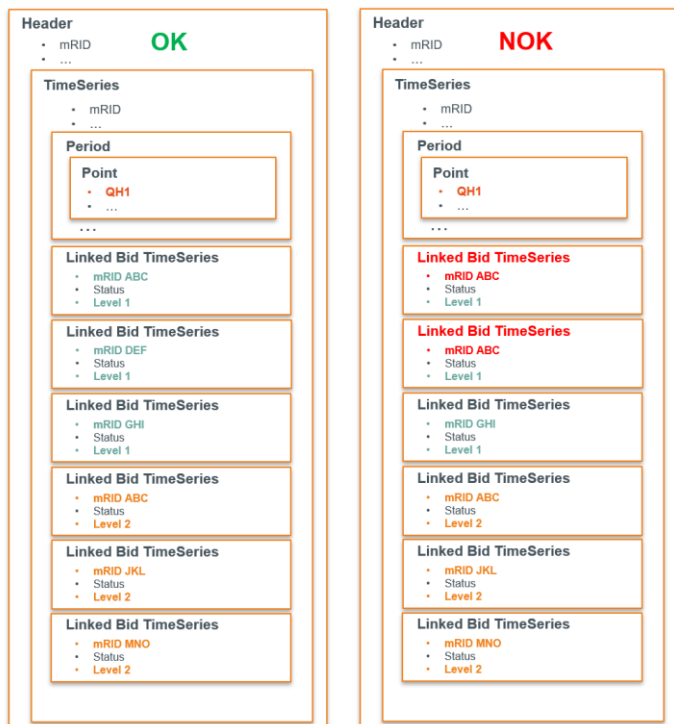 Header
OK
• mRID
• ...
TimeSeries
• mRID
• ...
Period
Point
• QH1
• ...
...
Linked Bid TimeSeries
• mRID ABC
• Status
• Level 1
Linked Bid TimeSeries
• mRID DEF
• Status
• Level 1
Linked Bid TimeSeries
• mRID GHI
• Status
• Level 1
Linked Bid TimeSeries
• mRID ABC
• Status
• Level 2
Linked Bid TimeSeries
• mRID JKL
• Status
• Level 2
Linked Bid TimeSeries
• mRID MNO
• Status
• Level 2
Header
NOK
• mRID
• ...
TimeSeries
• mRID
• ...
Period
Point
• QH1
• ...
...
Linked Bid TimeSeries
• mRID ABC
• Status
• Level 1
Linked Bid TimeSeries
• mRID ABC
• Status
• Level 1
Linked Bid TimeSeries
• mRID GHI
• Status
• Level 1
Linked Bid TimeSeries
• mRID ABC
• Status
• Level 2
Linked Bid TimeSeries
• mRID JKL
• Status
• Level 2
Linked Bid TimeSeries
• mRID MNO
• Status
• Level 2